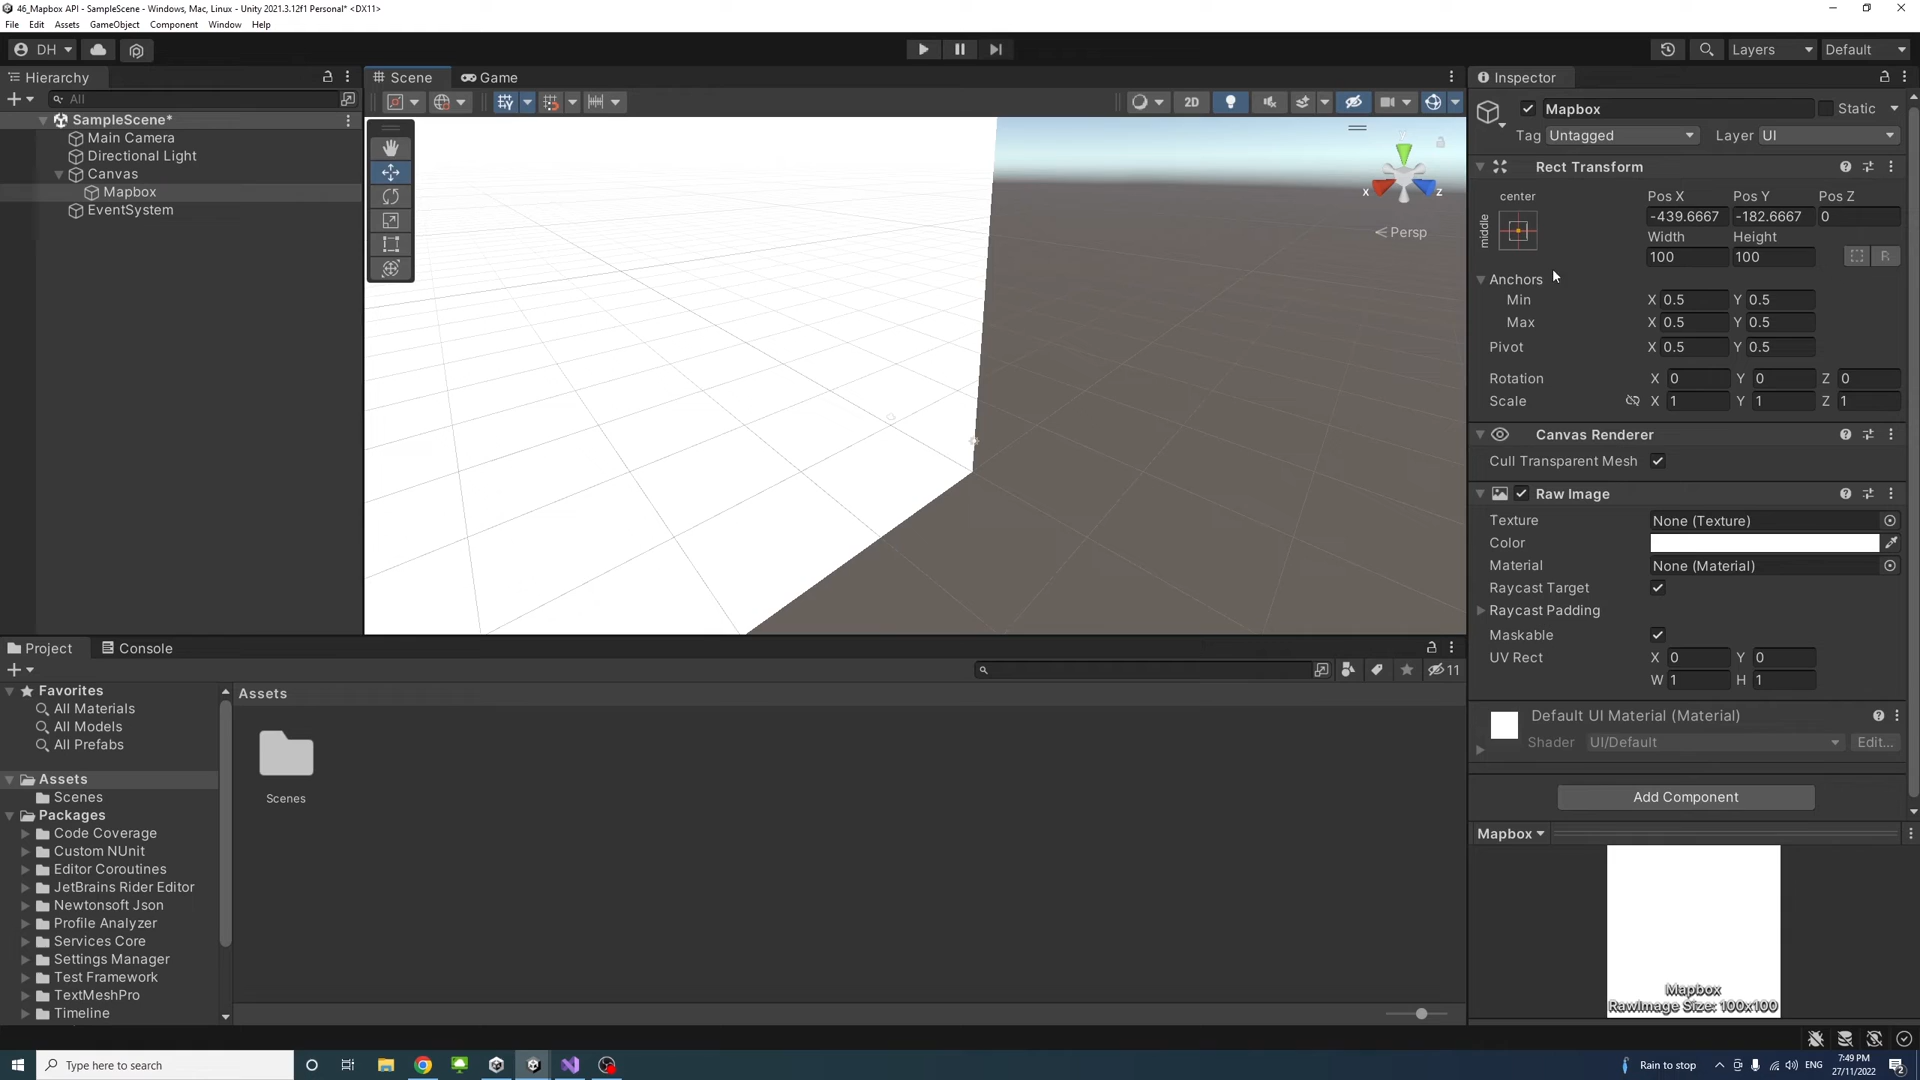 46_Mapbox API - SampleScene - Windows, Mac, Linux - Unity 2021.3.12f1 Personal* <DX11>
File Edit Assets GameObject Component Window Help
DH Layers Default
Hierarchy
All
SampleScene*
Main Camera
Directional Light
Canvas
Mapbox
EventSystem
Scene Game
2D
y
x
z
Persp
Inspector
Mapbox Static
Tag Untagged Layer UI
Rect Transform
center Pos X Pos Y Pos Z
middle -439.6667 -182.6667 0
Width Height
100 100 R
Anchors
Min X 0.5 Y 0.5
Max X 0.5 Y 0.5
Pivot X 0.5 Y 0.5
Rotation X 0 Y 0 Z 0
Scale X 1 Y 1 Z 1
Canvas Renderer
Cull Transparent Mesh
Raw Image
Texture None (Texture)
Color
Material None (Material)
Raycast Target
Raycast Padding
Maskable
UV Rect X 0 Y 0
W 1 H 1
Default UI Material (Material)
Shader UI/Default Edit...
Add Component
Mapbox
Mapbox
RawImage Size: 100x100
Project Console
11
Favorites
All Materials
All Models
All Prefabs
Assets
Scenes
Packages
Code Coverage
Custom NUnit
Editor Coroutines
JetBrains Rider Editor
Newtonsoft Json
Profile Analyzer
Services Core
Settings Manager
Test Framework
TextMeshPro
Timeline
Assets
Scenes
Type here to search
Rain to stop ENG 7:49 PM
27/11/2022
2